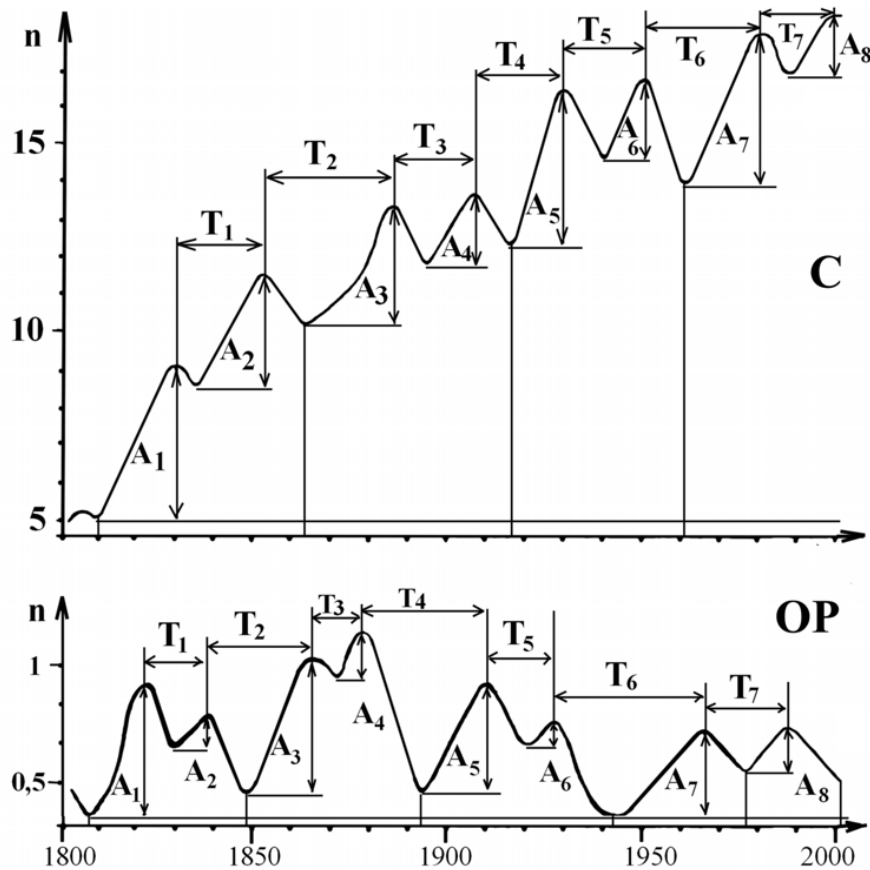 n
15
10
5
T₁
T₂
T₃
T₄
T₅
T₆
T₇
A₁
A₂
A₃
A₄
A₅
A₆
A₇
A₈
C
n
1
0,5
T₁
T₂
T₃
T₄
T₅
T₆
T₇
A₁
A₂
A₃
A₄
A₅
A₆
A₇
A₈
OP
1800 1850 1900 1950 2000